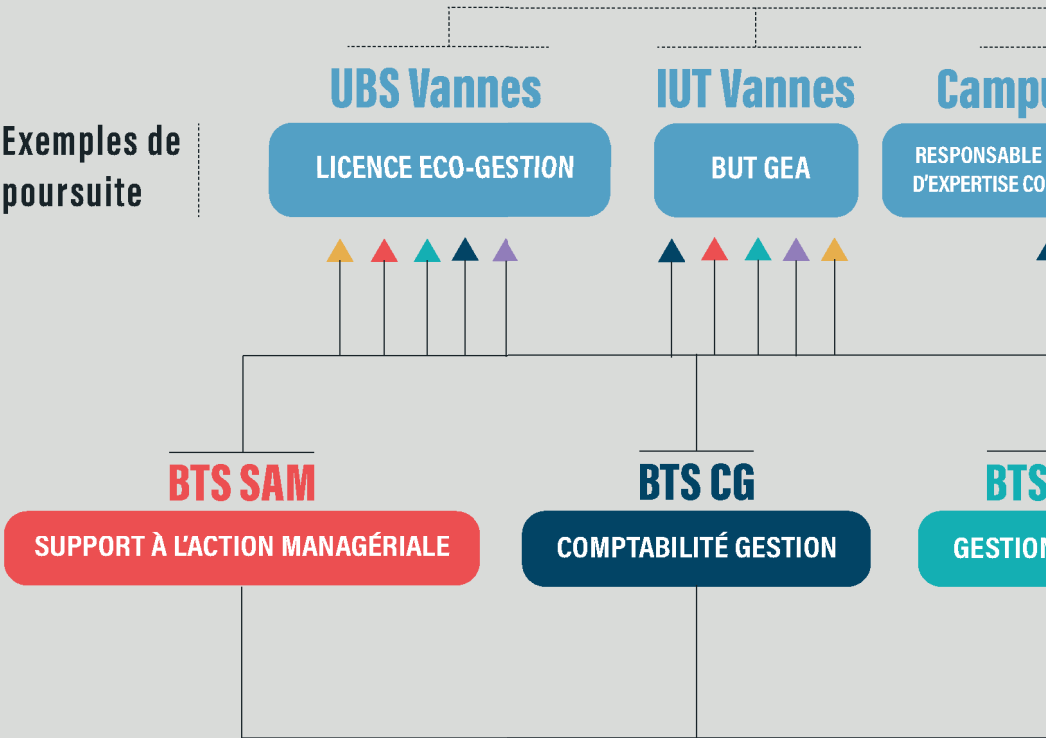 UBS Vannes
IUT Vannes
Campu
Exemples de
poursuite
LICENCE ECO-GESTION
BUT GEA
RESPONSABLE
D'EXPERTISE CO
BTS SAM
BTS CG
BTS
SUPPORT À L'ACTION MANAGÉRIALE
COMPTABILITÉ GESTION
GESTION